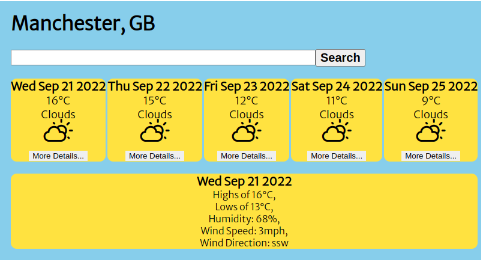 Manchester, GB
Search
Wed Sep 21 2022 Thu Sep 22 2022 Fri Sep 23 2022 Sat Sep 24 2022 Sun Sep 25 2022
16°C 15°C 12°C 11°C 9°C
Clouds Clouds Clouds Clouds Clouds
More Details... More Details... More Details... More Details... More Details...
Wed Sep 21 2022
Highs of 16°C,
Lows of 13°C,
Humidity: 68%,
Wind Speed: 3mph,
Wind Direction: ssw